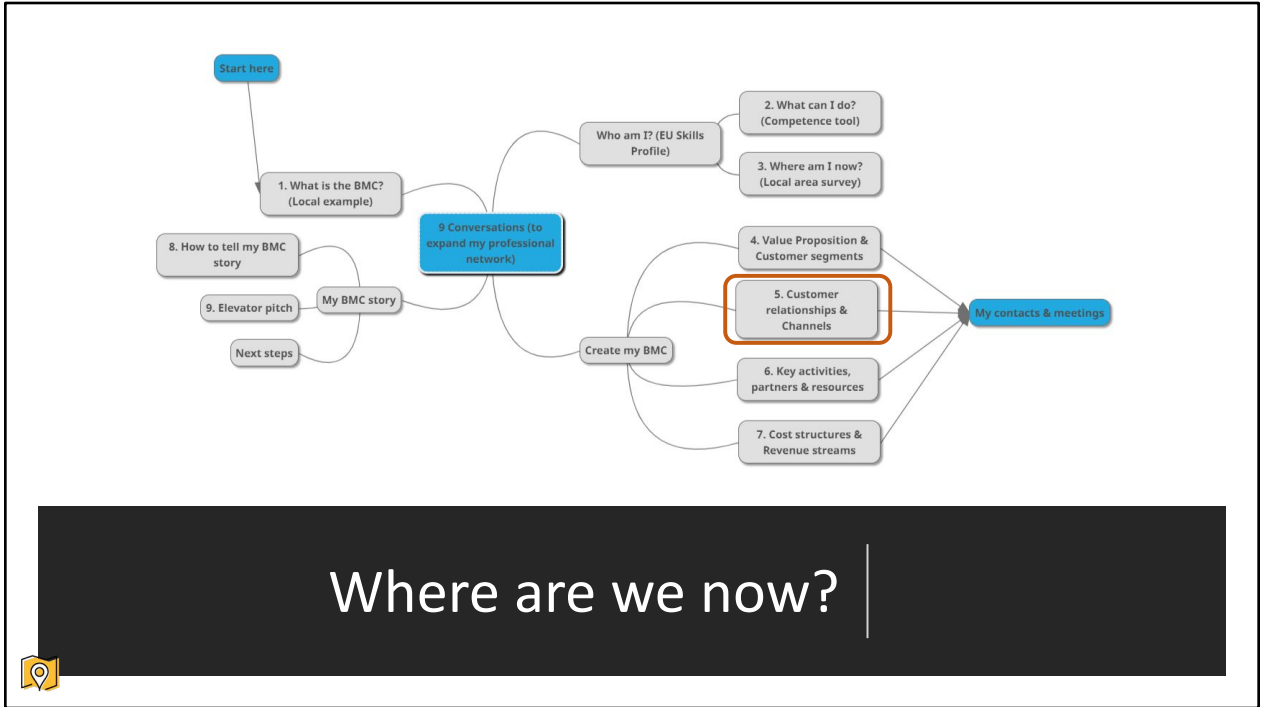 Start here
1. What is the BMC?
(Local example)
8. How to tell my BMC
story
9. Elevator pitch
Next steps
My BMC story
9 Conversations (to
expand my professional
network)
Who am I? (EU Skills
Profile)
2. What can I do?
(Competence tool)
3. Where am I now?
(Local area survey)
Create my BMC
4. Value Proposition &
Customer segments
5. Customer
relationships &
Channels
6. Key activities,
partners & resources
7. Cost structures &
Revenue streams
My contacts & meetings
Where are we now?